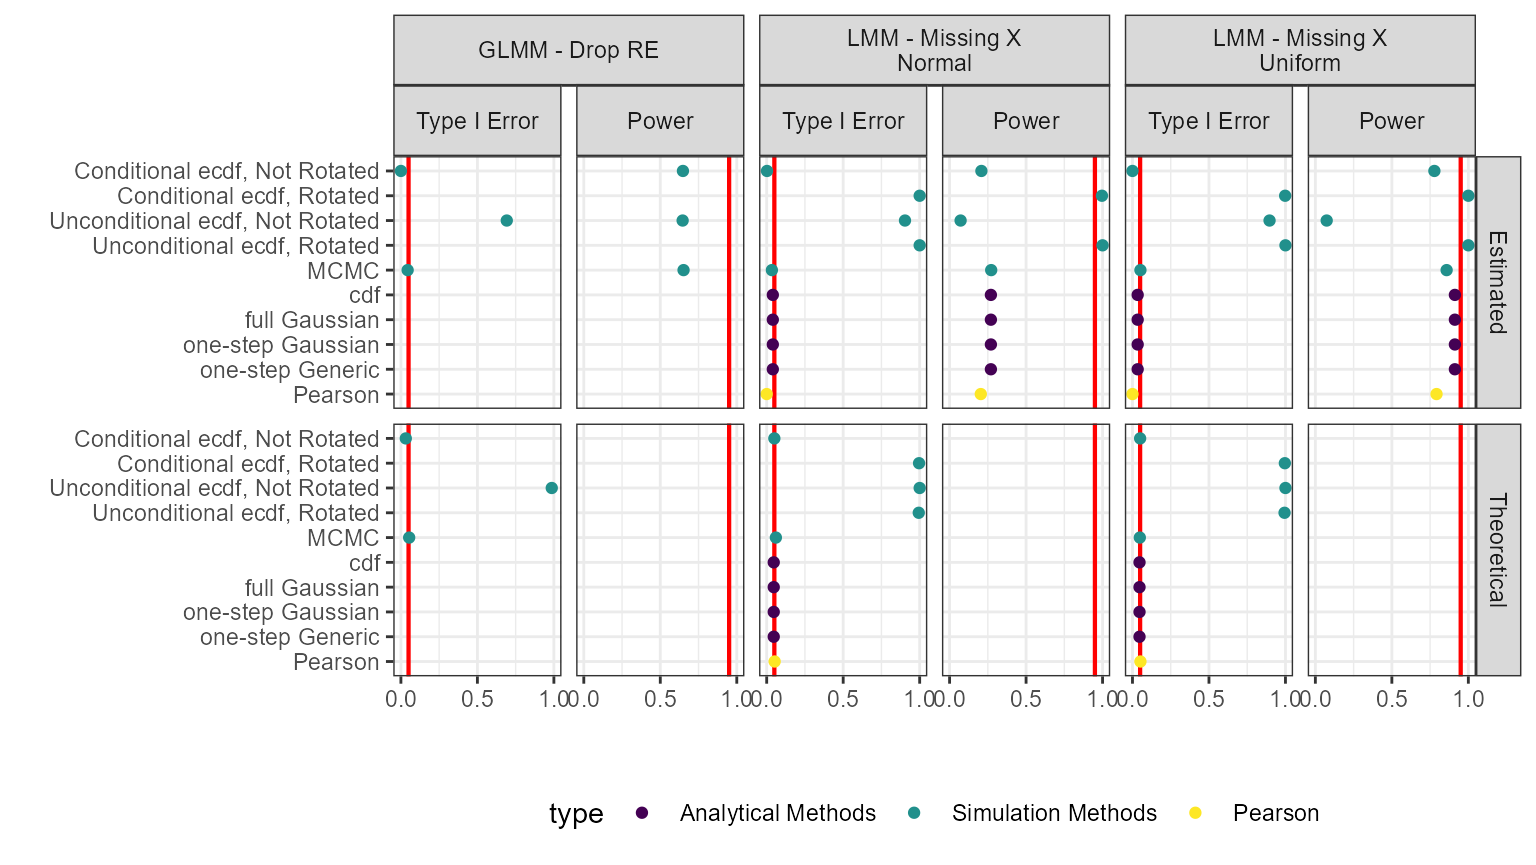 GLMM - Drop RE
LMM - Missing X
Normal
LMM - Missing X
Uniform
Type I Error
Power
Type I Error
Power
Type I Error
Power
Conditional ecdf, Not Rotated
Conditional ecdf, Rotated
Unconditional ecdf, Not Rotated
Unconditional ecdf, Rotated
MCMC
cdf
full Gaussian
one-step Gaussian
one-step Generic
Pearson
Estimated
Conditional ecdf, Not Rotated
Conditional ecdf, Rotated
Unconditional ecdf, Not Rotated
Unconditional ecdf, Rotated
MCMC
cdf
full Gaussian
one-step Gaussian
one-step Generic
Pearson
Theoretical
0.0 0.5 1.0 0.0 0.5 1.0 0.0 0.5 1.0 0.0 0.5 1.0 0.0 0.5 1.0 0.0 0.5 1.0
type Analytical Methods Simulation Methods Pearson